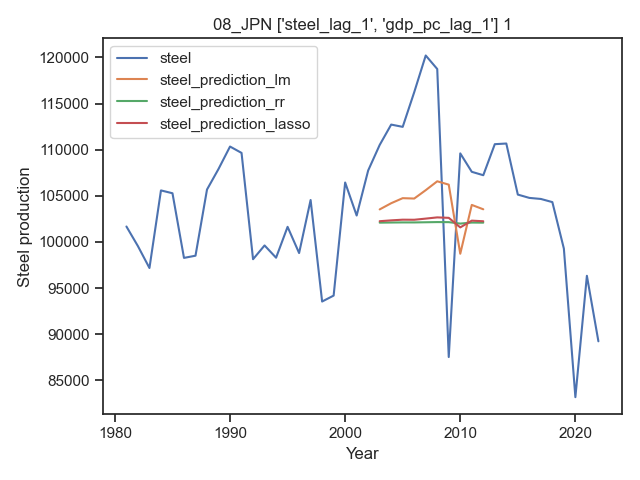 08_JPN ['steel_lag_1', 'gdp_pc_lag_1'] 1
steel
steel_prediction_lm
steel_prediction_rr
steel_prediction_lasso
120000
115000
110000
105000
100000
95000
90000
85000
Steel production
1980
1990
2000
2010
2020
Year